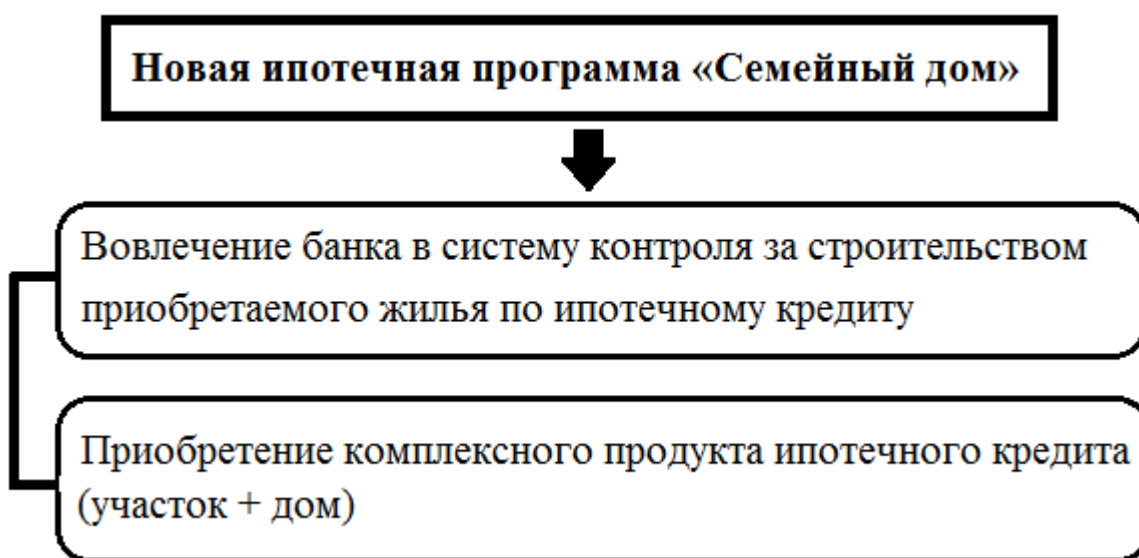 Новая ипотечная программа «Семейный дом»
Вовлечение банка в систему контроля за строительством
приобретаемого жилья по ипотечному кредиту
Приобретение комплексного продукта ипотечного кредита
(участок + дом)